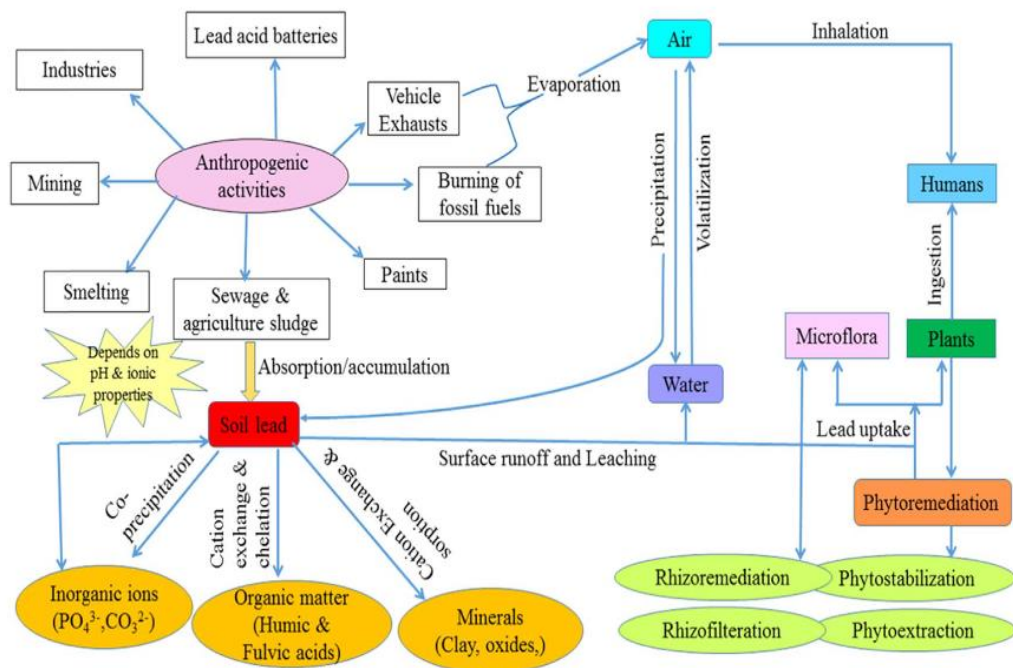 Lead acid batteries
Industries
Air
Inhalation
Vehicle
Exhausts
Evaporation
Anthropogenic
activities
Mining
Burning of
fossil fuels
Precipitation
Volatilization
Humans
Ingestion
Smelting
Sewage &
agriculture sludge
Paints
Microflora
Plants
Depends on
pH & ionic
properties
Absorption/accumulation
Water
Soil lead
Lead uptake
Surface runoff and Leaching
Co-
precipitation
Cation
exchange &
chelation
Cation Exchange &
sorption
Phytoremediation
Inorganic ions
(PO₄³⁻,CO₃²⁻)
Organic matter
(Humic &
Fulvic acids)
Minerals
(Clay, oxides,)
Rhizoremediation
Phytostabilization
Rhizofilteration
Phytoextraction